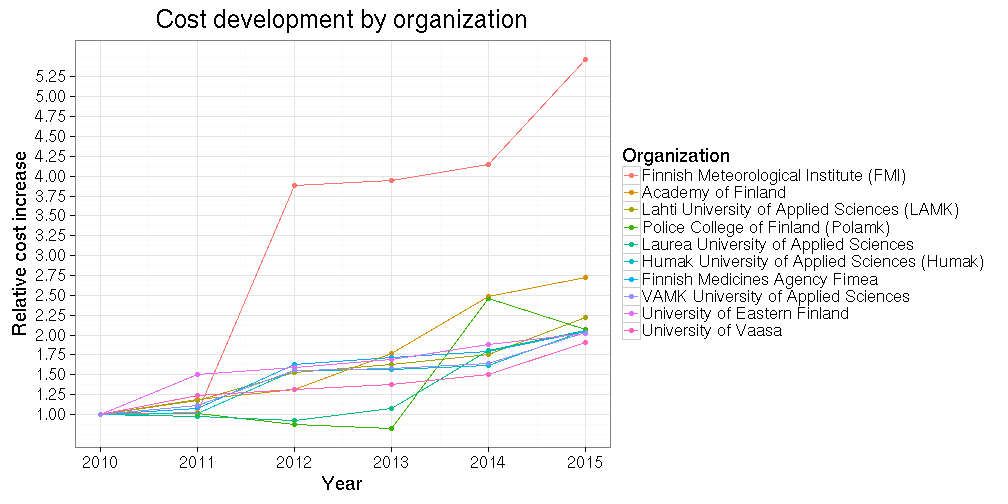 Cost development by organization
Relative cost increase
5.25
5.00
4.75
4.50
4.25
4.00
3.75
3.50
3.25
3.00
2.75
2.50
2.25
2.00
1.75
1.50
1.25
1.00
2010 2011 2012 2013 2014 2015
Year
Organization
Finnish Meteorological Institute (FMI)
Academy of Finland
Lahti University of Applied Sciences (LAMK)
Police College of Finland (Polamk)
Laurea University of Applied Sciences
Humak University of Applied Sciences (Humak)
Finnish Medicines Agency Fimea
VAMK University of Applied Sciences
University of Eastern Finland
University of Vaasa